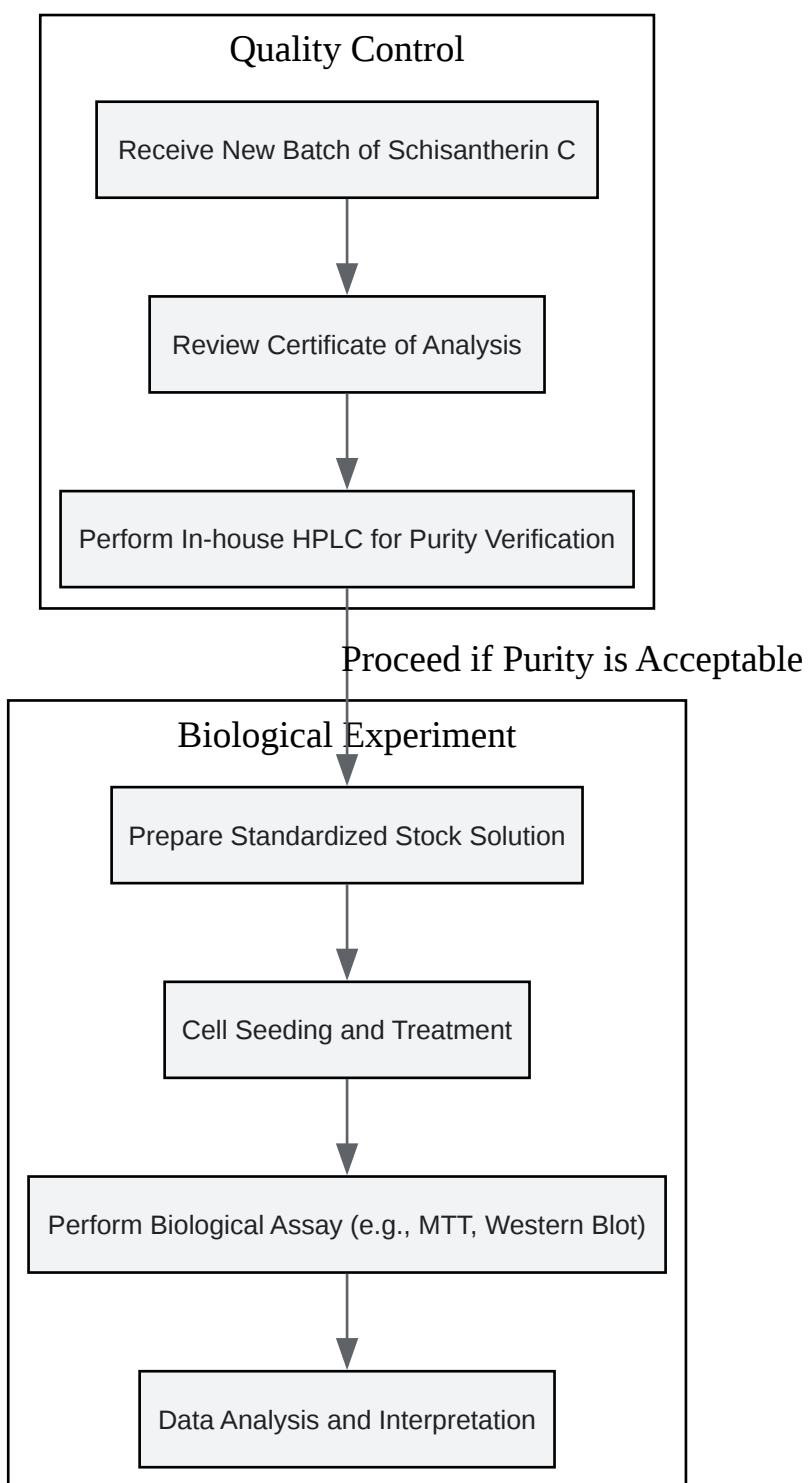 Quality Control
Receive New Batch of Schisantherin C
Review Certificate of Analysis
Perform In-house HPLC for Purity Verification
Proceed if Purity is Acceptable
Biological Experiment
Prepare Standardized Stock Solution
Cell Seeding and Treatment
Perform Biological Assay (e.g., MTT, Western Blot)
Data Analysis and Interpretation